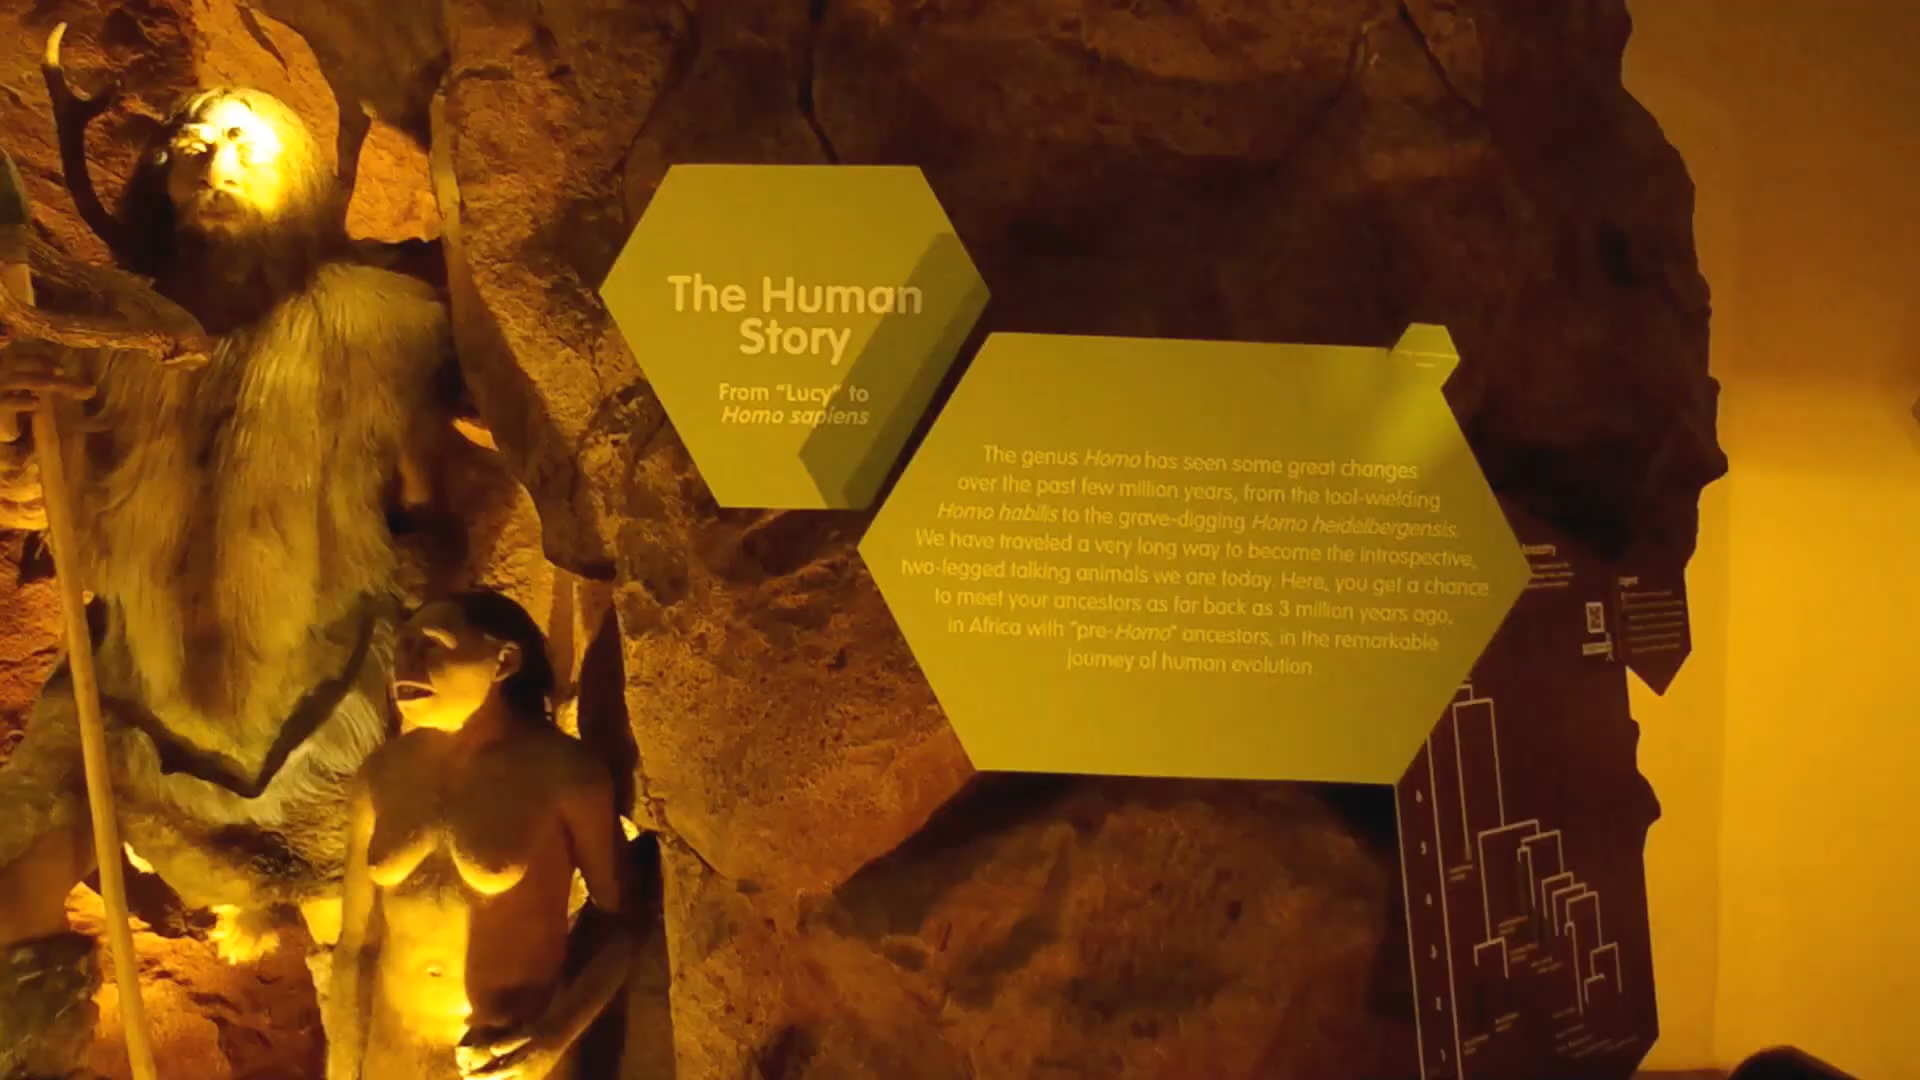 The Human
Story
From "Lucy" to
Homo sapiens
The genus Homo has seen some great changes
over the past few million years, from the tool-wielding
Homo habilis to the grave-digging Homo heidelbergensis.
We have traveled a very long way to become the introspective,
two-legged talking animals we are today. Here, you get a chance
to meet your ancestors as far back as 3 million years ago,
in Africa with "pre-Homo" ancestors, in the remarkable
journey of human evolution.